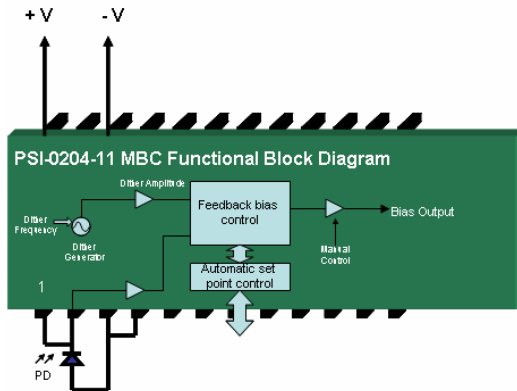 + V
- V
PSI-0204-11 MBC Functional Block Diagram
Dither Amplitude
Feedback bias
control
Dither
Frequency
Dither
Generator
Bias Output
Manual
Control
Automatic set
point control
1
PD